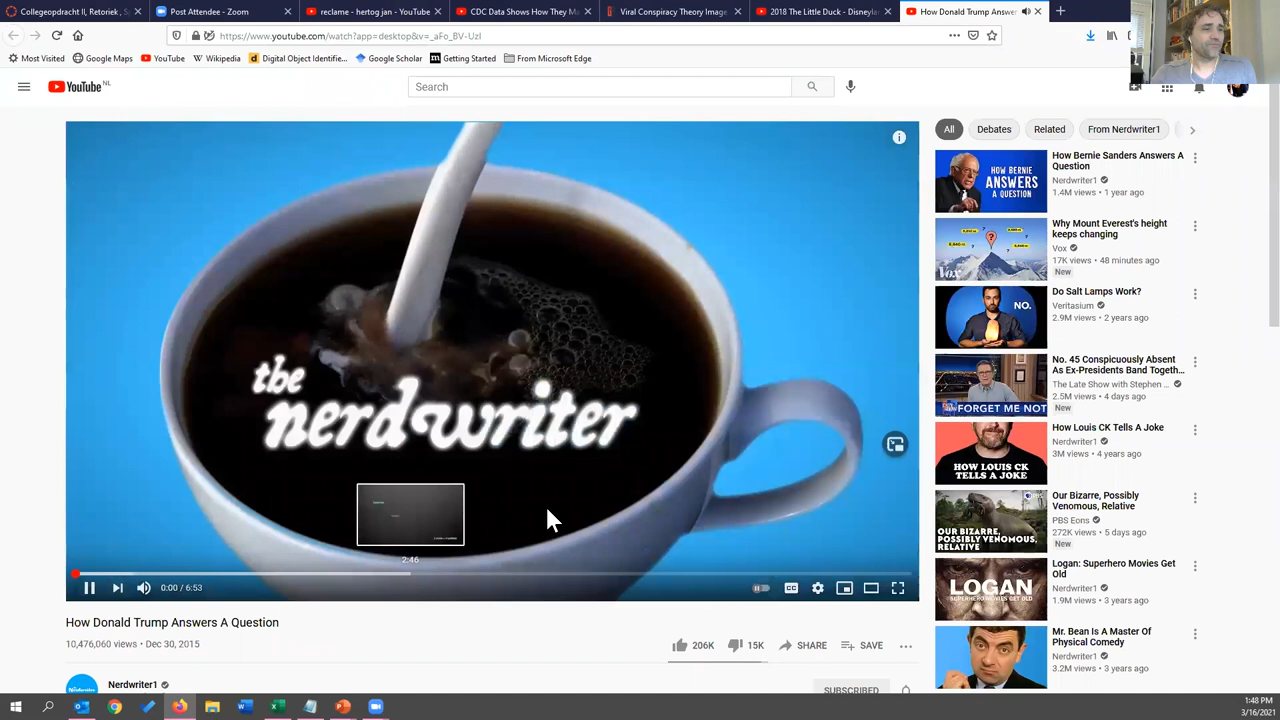 Collegeopdracht II, Retoriek , S
Post Attendee - Zoom
reclame - hertog jan - YouTube
CDC Data Shows How They Ma
Viral Conspiracy Theory Image
2018 The Little Duck - Disneyla
How Donald Trump Answ
https://www.youtube.com/watch?app=desktop&v=_aFo_BV-UzI
Most Visited
Google Maps
YouTube
Wikipedia
Digital Object Identifie...
Google Scholar
Getting Started
From Microsoft Edge
YouTube NL
Search
the
nerdwriter
2:46
0:00 / 6:53
CC
How Donald Trump Answers A Question
10,476,060 views • Dec 30, 2015
206K
15K
SHARE
SAVE
Nerdwriter1
SUBSCRIBED
All
Debates
Related
From Nerdwriter1
HOW BERNIE
ANSWERS
A QUESTION
How Bernie Sanders Answers A
Question
Nerdwriter1
1.4M views • 1 year ago
Vox
Why Mount Everest's height
keeps changing
Vox
17K views • 48 minutes ago
New
NO.
Do Salt Lamps Work?
Veritasium
2.9M views • 2 years ago
FORGET ME NOT
No. 45 Conspicuously Absent
As Ex-Presidents Band Togeth...
The Late Show with Stephen ...
2.5M views • 4 days ago
New
HOW LOUIS CK
TELLS A JOKE
How Louis CK Tells A Joke
Nerdwriter1
3M views • 4 years ago
OUR BIZARRE,
POSSIBLY VENOMOUS,
RELATIVE
Our Bizarre, Possibly
Venomous, Relative
PBS Eons
272K views • 5 days ago
New
LOGAN
SUPERHERO MOVIES GET OLD
Logan: Superhero Movies Get
Old
Nerdwriter1
1.9M views • 3 years ago
Mr. Bean Is A Master Of
Physical Comedy
Nerdwriter1
3.2M views • 3 years ago
1:48 PM
3/16/2021